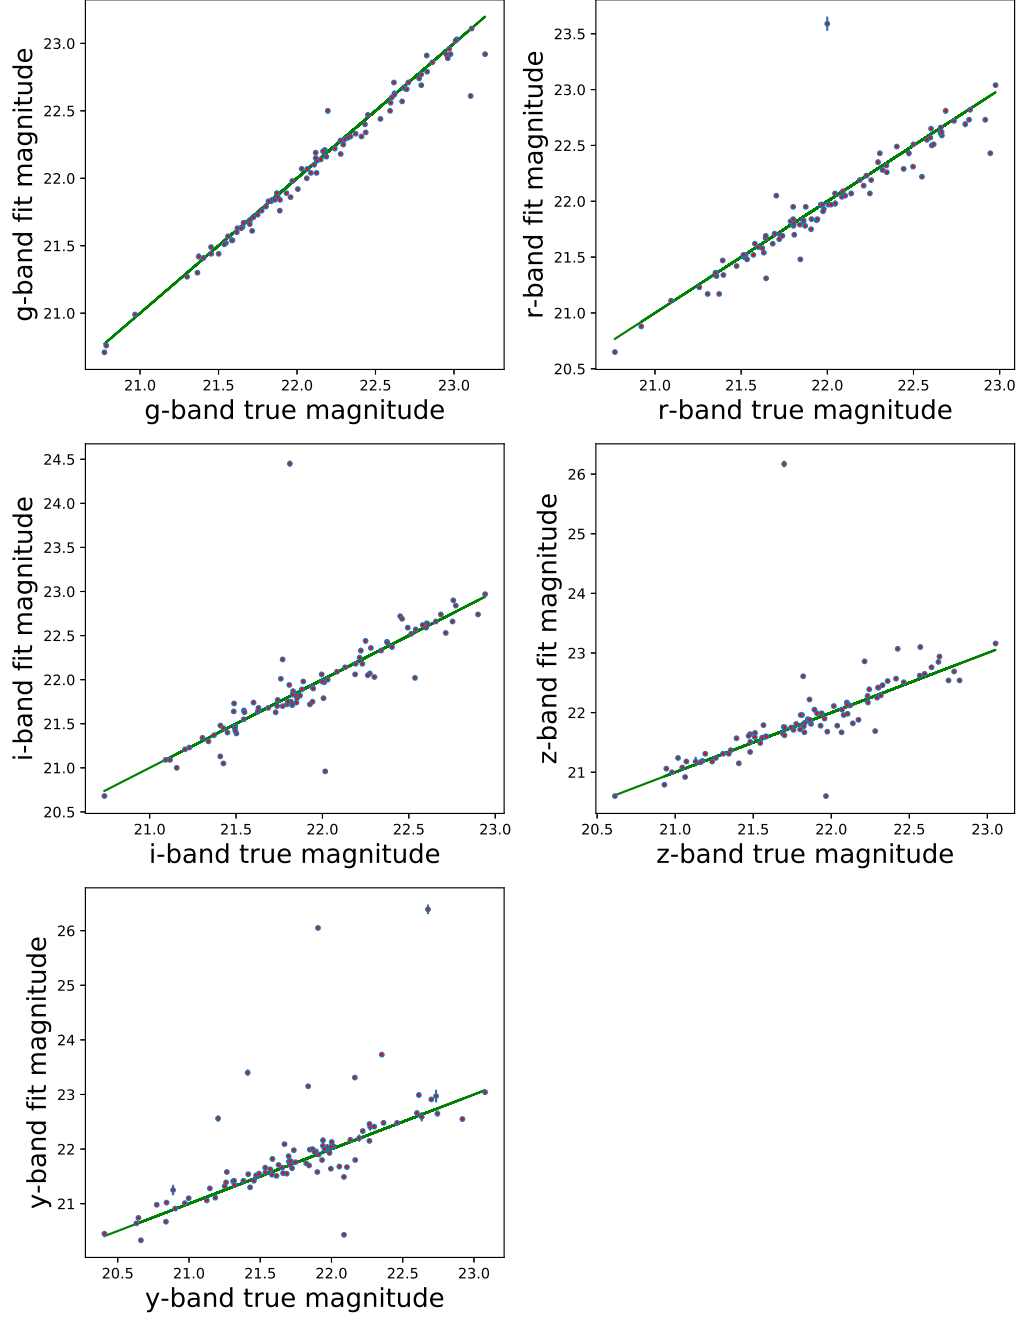 23.0
22.5
22.0
21.5
21.0
g-band fit magnitude
21.0 21.5 22.0 22.5 23.0
g-band true magnitude
23.5
23.0
22.5
22.0
21.5
21.0
20.5
r-band fit magnitude
21.0 21.5 22.0 22.5 23.0
r-band true magnitude
24.5
24.0
23.5
23.0
22.5
22.0
21.5
21.0
20.5
i-band fit magnitude
21.0 21.5 22.0 22.5 23.0
i-band true magnitude
26
25
24
23
22
21
z-band fit magnitude
20.5 21.0 21.5 22.0 22.5 23.0
z-band true magnitude
26
25
24
23
22
21
y-band fit magnitude
20.5 21.0 21.5 22.0 22.5 23.0
y-band true magnitude